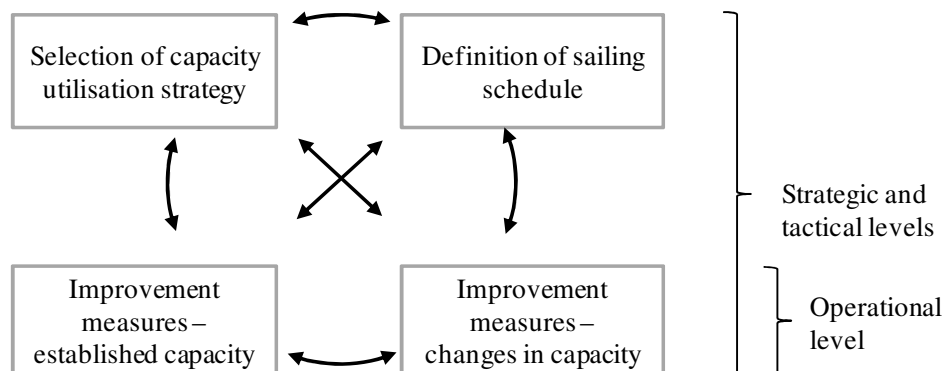 Selection of capacity
utilisation strategy
Definition of sailing
schedule
Strategic and
tactical levels
Improvement
measures –
established capacity
Improvement
measures –
changes in capacity
Operational
level